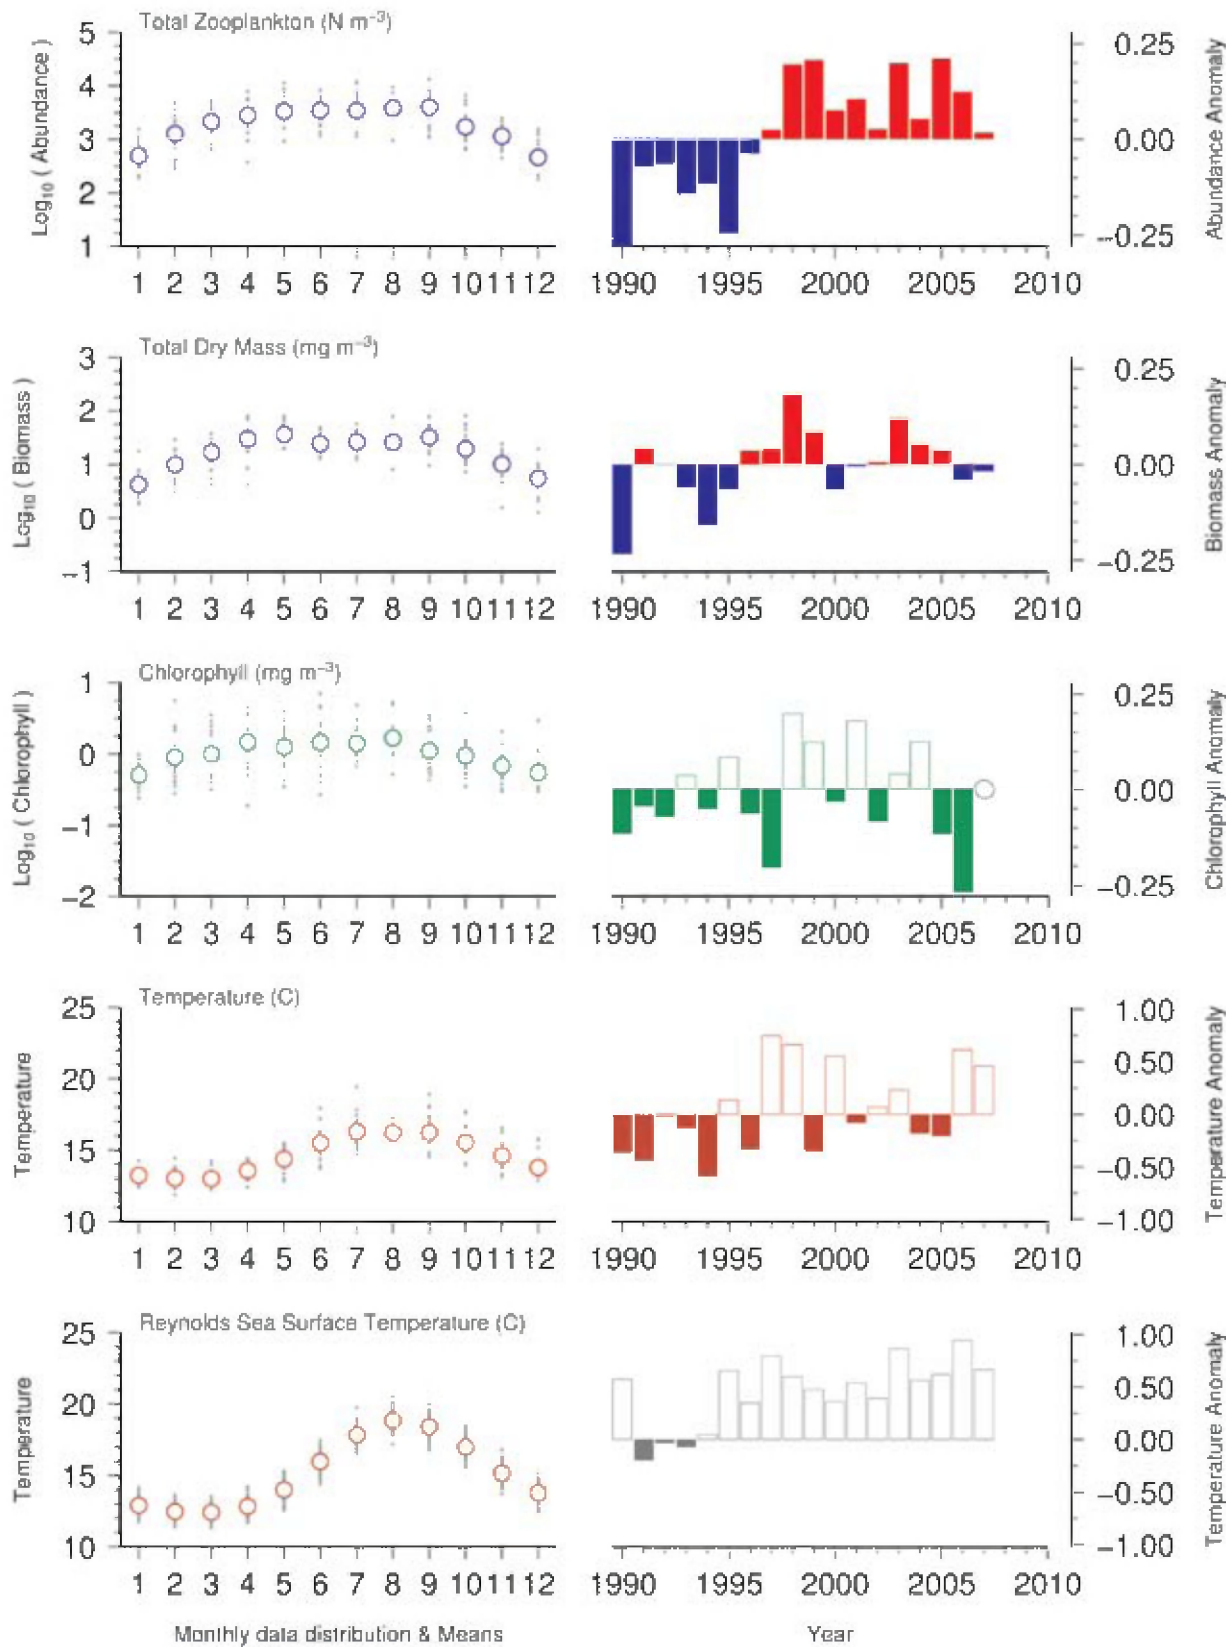 Total Zooplankton (N m⁻³)
Log₁₀ ( Abundance )
5
4
3
2
1
1 2 3 4 5 6 7 8 9 10 11 12
0.25
0.00
−0.25
Abundance Anomaly
1990 1995 2000 2005 2010
Total Dry Mass (mg m⁻³)
Log₁₀ ( Biomass )
3
2
1
0
−1
1 2 3 4 5 6 7 8 9 10 11 12
0.25
0.00
−0.25
Biomass Anomaly
1990 1995 2000 2005 2010
Chlorophyll (mg m⁻³)
Log₁₀ ( Chlorophyll )
1
0
−1
−2
1 2 3 4 5 6 7 8 9 10 11 12
0.25
0.00
−0.25
Chlorophyll Anomaly
1990 1995 2000 2005 2010
Temperature (C)
Temperature
25
20
15
10
1 2 3 4 5 6 7 8 9 10 11 12
1.00
0.50
0.00
−0.50
−1.00
Temperature Anomaly
1990 1995 2000 2005 2010
Reynolds Sea Surface Temperature (C)
Temperature
25
20
15
10
1 2 3 4 5 6 7 8 9 10 11 12
1.00
0.50
0.00
−0.50
−1.00
Temperature Anomaly
1990 1995 2000 2005 2010
Monthly data distribution & Means
Year